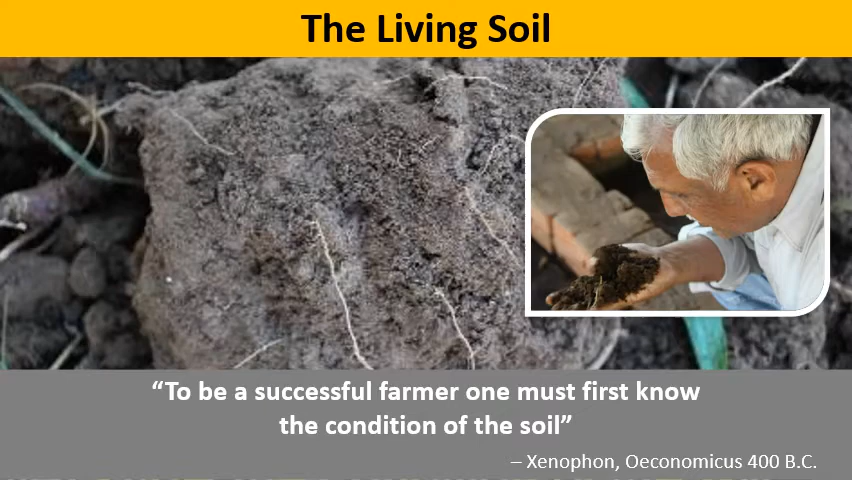 The Living Soil
“To be a successful farmer one must first know
the condition of the soil”
– Xenophon, Oeconomicus 400 B.C.